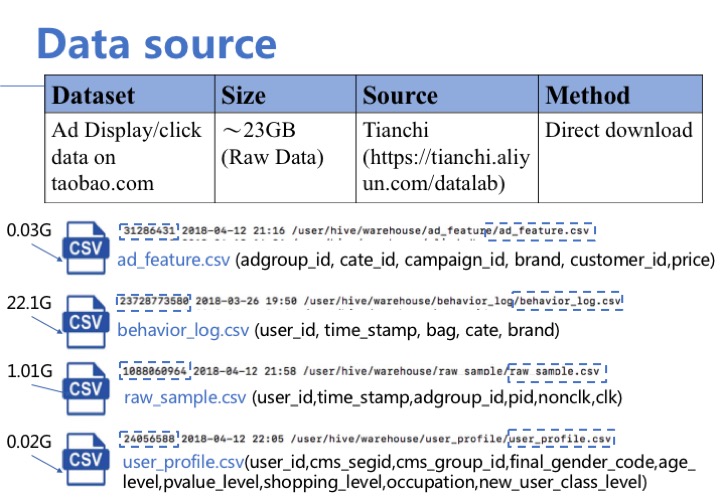 Data source
Dataset Size Source Method
Ad Display/click data on taobao.com ～23GB (Raw Data) Tianchi (https://tianchi.aliyun.com/datalab) Direct download
0.03G
CSV
31286431 2018-04-12 21:16 /user/hive/warehouse/ad_feature/ad_feature.csv
ad_feature.csv (adgroup_id, cate_id, campaign_id, brand, customer_id,price)
22.1G
CSV
23728773580 2018-03-26 19:50 /user/hive/warehouse/behavior_log/behavior_log.csv
behavior_log.csv (user_id, time_stamp, bag, cate, brand)
1.01G
CSV
1088060964 2018-04-12 21:58 /user/hive/warehouse/raw_sample/raw_sample.csv
raw_sample.csv (user_id,time_stamp,adgroup_id,pid,nonclk,clk)
0.02G
CSV
24056588 2018-04-12 22:05 /user/hive/warehouse/user_profile/user_profile.csv
user_profile.csv(user_id,cms_segid,cms_group_id,final_gender_code,age_
level,pvalue_level,shopping_level,occupation,new_user_class_level)